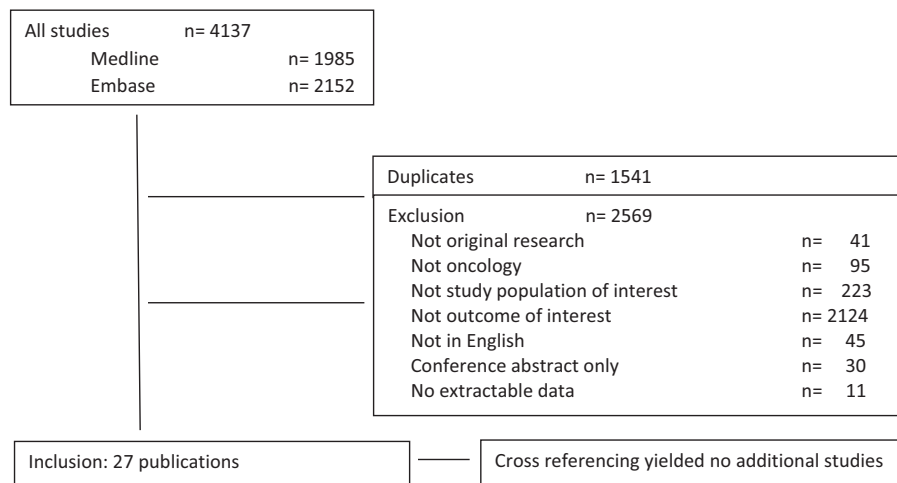 All studies n= 4137
Medline n= 1985
Embase n= 2152
Duplicates n= 1541
Exclusion n= 2569
Not original research n= 41
Not oncology n= 95
Not study population of interest n= 223
Not outcome of interest n= 2124
Not in English n= 45
Conference abstract only n= 30
No extractable data n= 11
Inclusion: 27 publications
Cross referencing yielded no additional studies